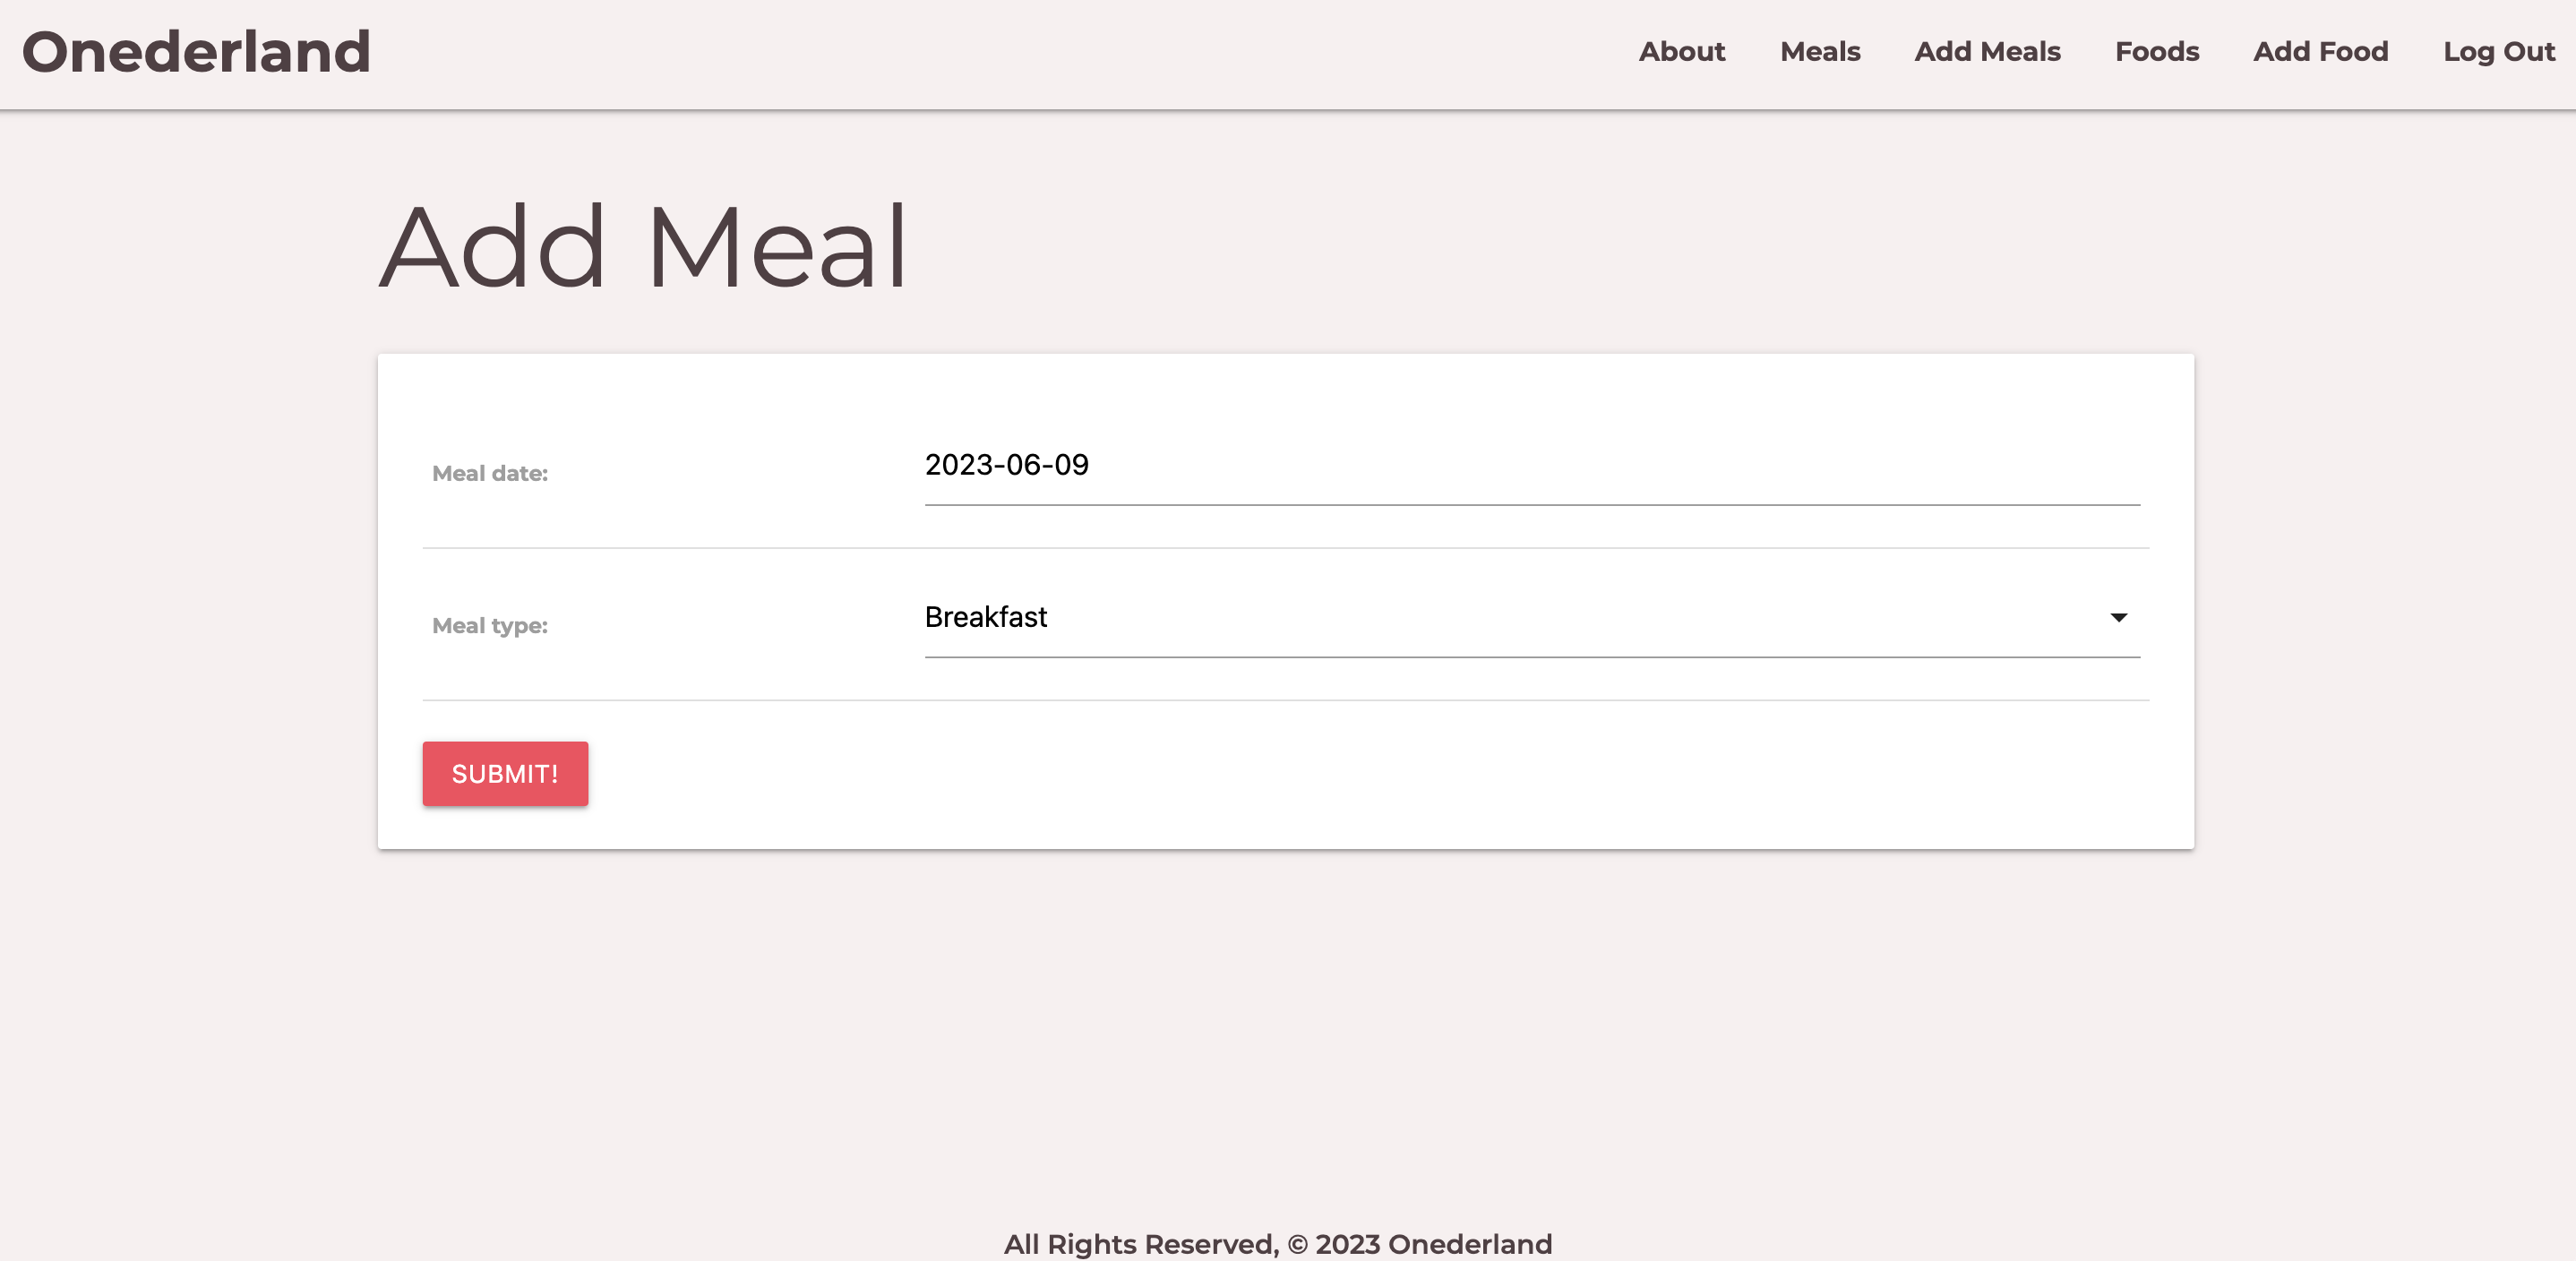 Onederland
About Meals Add Meals Foods Add Food Log Out
Add Meal
Meal date: 2023-06-09
Meal type: Breakfast
SUBMIT!
All Rights Reserved, © 2023 Onederland